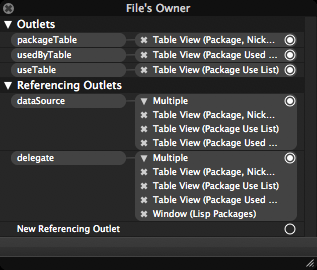 File's Owner
Outlets
packageTable Table View (Package, Nick...
usedByTable Table View (Package Used ...
useTable Table View (Package Use List)
Referencing Outlets
dataSource Multiple
Table View (Package, Nick...
Table View (Package Use List)
Table View (Package Used ...
delegate Multiple
Table View (Package, Nick...
Table View (Package Use List)
Table View (Package Used ...
Window (Lisp Packages)
New Referencing Outlet